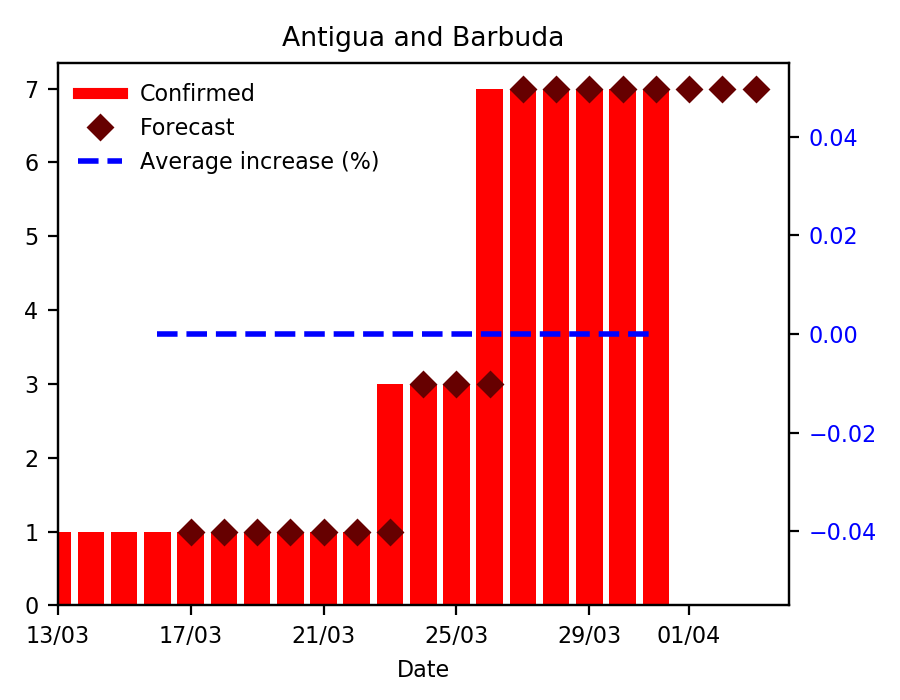 Antigua and Barbuda
Confirmed
Forecast
Average increase (%)
7
6
5
4
3
2
1
0
0.04
0.02
0.00
−0.02
−0.04
13/03 17/03 21/03 25/03 29/03 01/04
Date